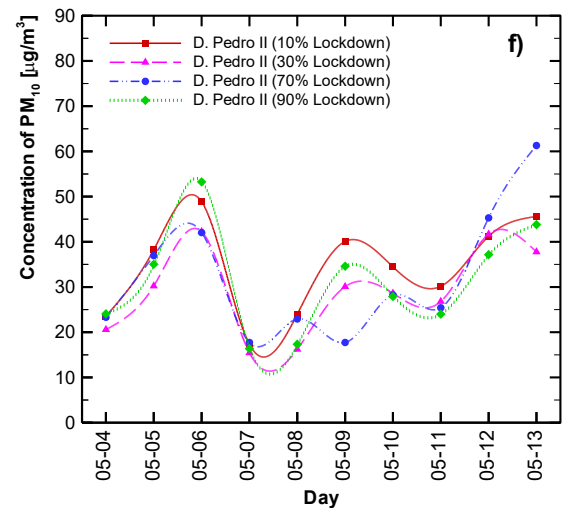 f)
D. Pedro II (10% Lockdown)
D. Pedro II (30% Lockdown)
D. Pedro II (70% Lockdown)
D. Pedro II (90% Lockdown)
Concentration of PM₁₀ [µg/m³]
90
80
70
60
50
40
30
20
10
0
05-04
05-05
05-06
05-07
05-08
05-09
05-10
05-11
05-12
05-13
Day